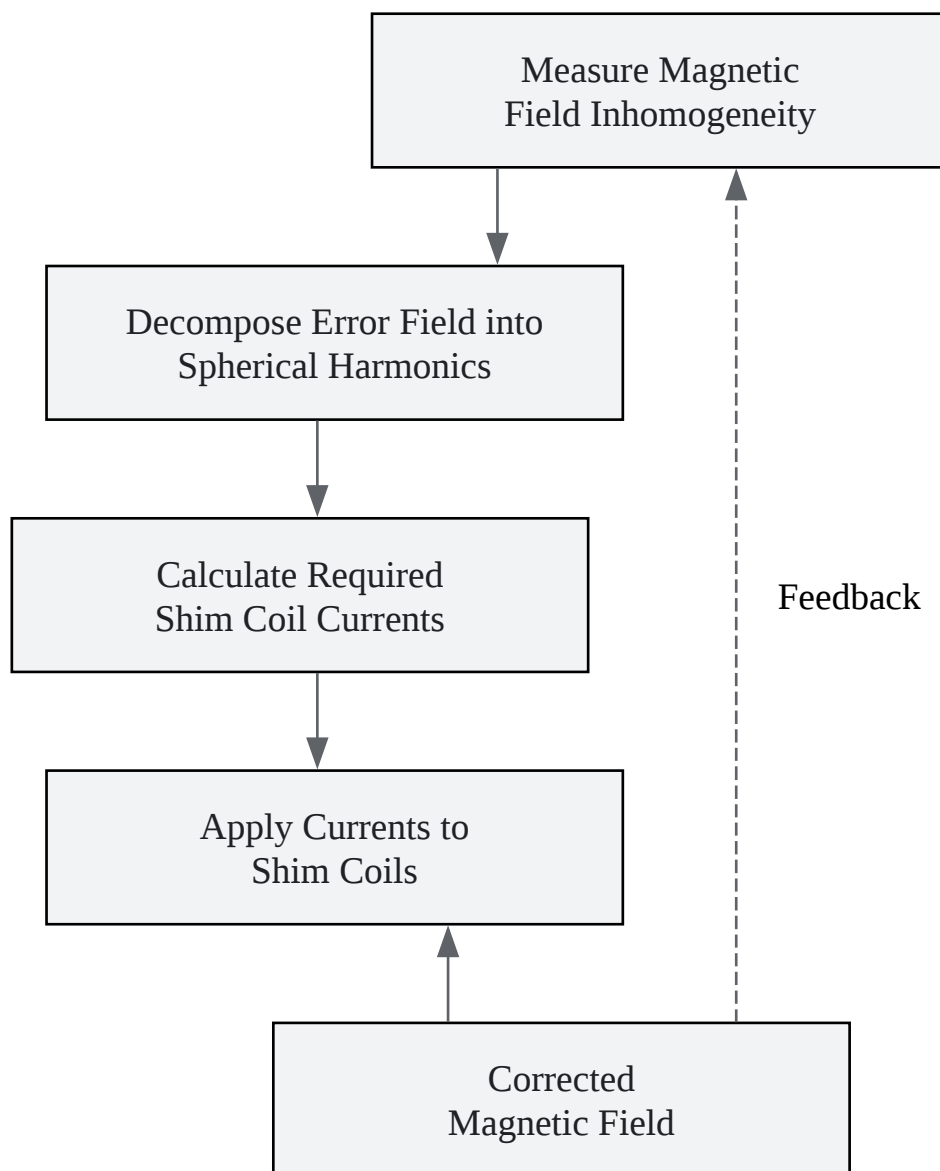 Measure Magnetic
Field Inhomogeneity
Decompose Error Field into
Spherical Harmonics
Calculate Required
Shim Coil Currents
Feedback
Apply Currents to
Shim Coils
Corrected
Magnetic Field